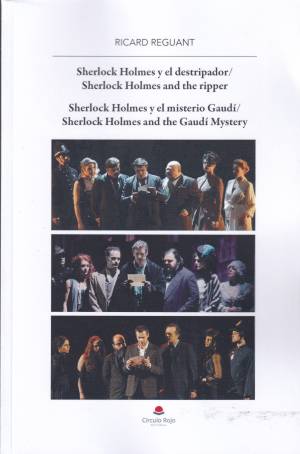 RICARD REGUANT
Sherlock Holmes y el destripador/
Sherlock Holmes and the ripper
Sherlock Holmes y el misterio Gaudí/
Sherlock Holmes and the Gaudí Mystery
Círculo Rojo
EDITORIAL